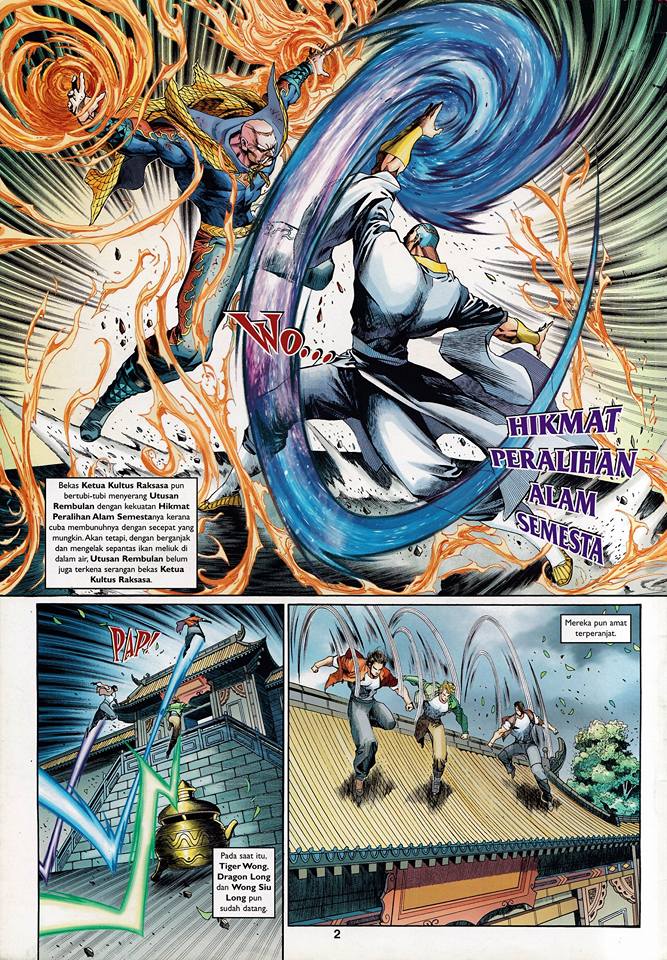 Wo...
HIKMAT
PERALIHAN
ALAM
SEMESTA
Bekas Ketua Kultus Raksasa pun
bertubi-tubi menyerang Utusan
Rembulan dengan kekuatan Hikmat
Peralihan Alam Semestanya kerana
cuba membunuhnya dengan secepat yang
mungkin. Akan tetapi, dengan berganjak
dan mengelak sepantas ikan meliuk di
dalam air, Utusan Rembulan belum
juga terkena serangan bekas Ketua
Kultus Raksasa.
PAP!
Pada saat itu,
Tiger Wong,
Dragon Long
dan Wong Siu
Long pun
sudah datang.
Mereka pun amat
terperanjat.
2